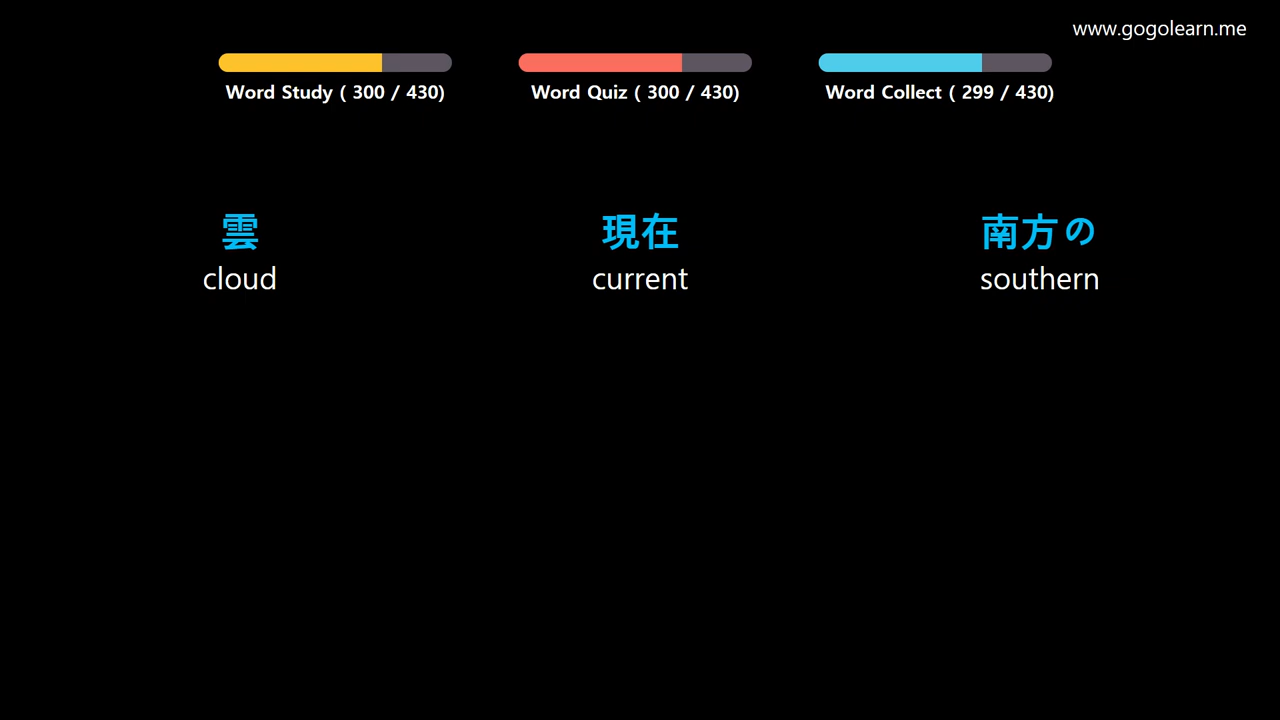 www.gogolearn.me
Word Study ( 300 / 430)
Word Quiz ( 300 / 430)
Word Collect ( 299 / 430)
雲
cloud
現在
current
南方の
southern